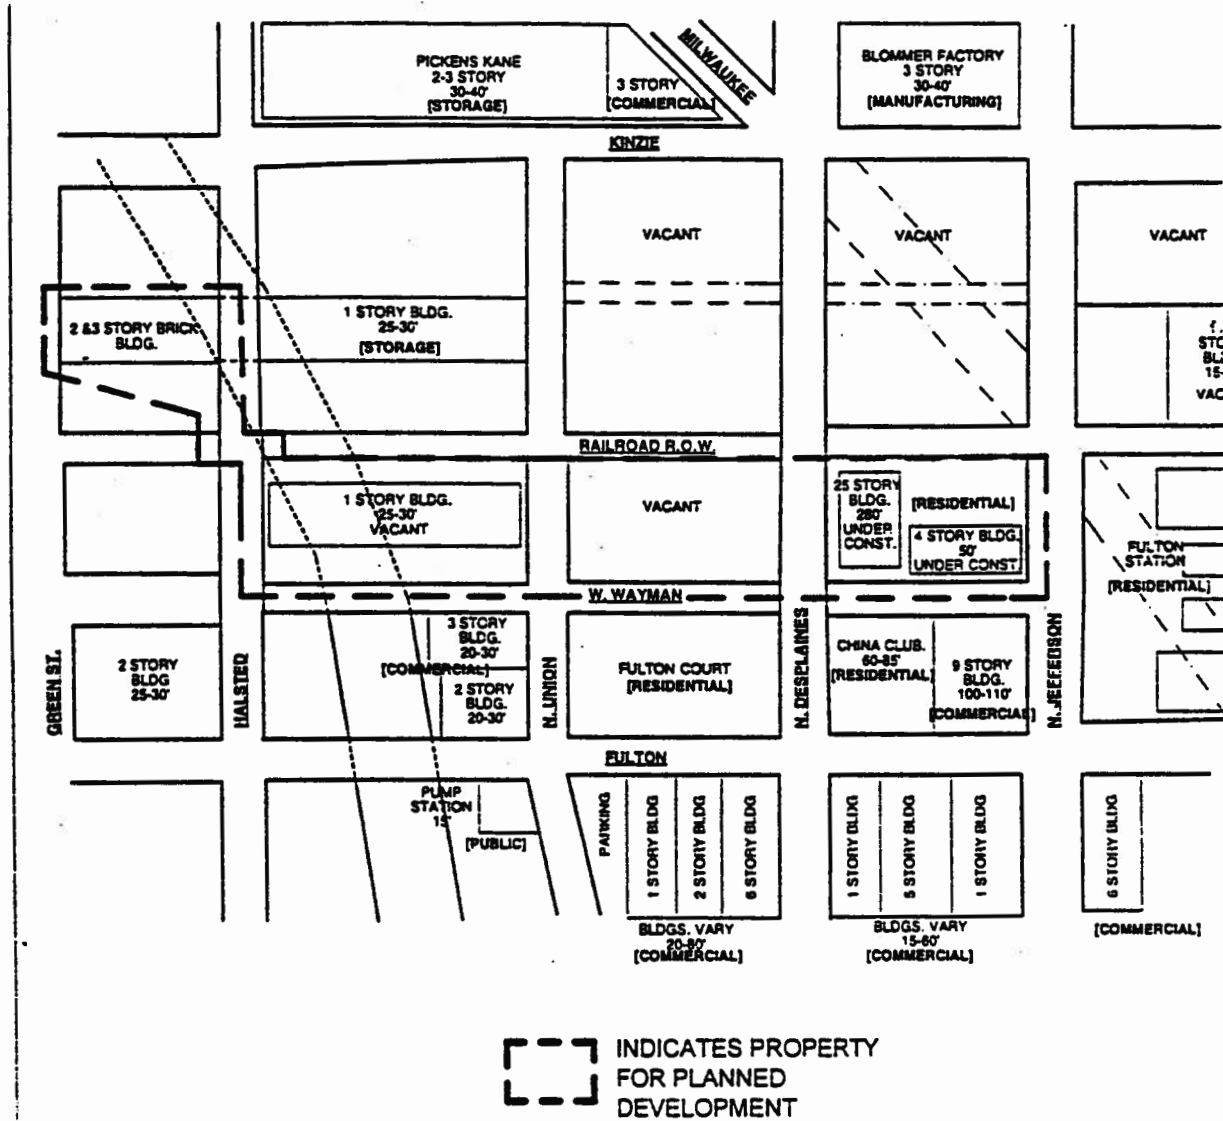 PICKENS KANE
2-3 STORY
30-40'
[STORAGE]
3 STORY
[COMMERCIAL]
MILWAUKEE
BLOMMER FACTORY
3 STORY
30-40'
[MANUFACTURING]
KINZIE
VACANT
VACANT
VACANT
2 &3 STORY BRICK
BLDG.
1 STORY BLDG.
25-30'
[STORAGE]
RAILROAD R.O.W.
1 STORY BLDG.
25-30'
VACANT
VACANT
25 STORY
BLDG.
280'
UNDER
CONST.
[RESIDENTIAL]
4 STORY BLDG.
50'
UNDER CONST.
FULTON
STATION
[RESIDENTIAL]
W. WAYMAN
GREEN ST.
2 STORY
BLDG
25-30'
HALSTED
3 STORY
BLDG.
20-30'
[COMMERCIAL]
2 STORY
BLDG.
20-30'
N. UNION
FULTON COURT
[RESIDENTIAL]
N. DESPLAINES
CHINA CLUB.
60-85'
[RESIDENTIAL]
9 STORY
BLDG.
100-110'
[COMMERCIAL]
N. JEFFERSON
FULTON
PUMP
STATION
15'
[PUBLIC]
PARKING
1 STORY BLDG
2 STORY BLDG
6 STORY BLDG
BLDGS. VARY
20-80'
[COMMERCIAL]
1 STORY BLDG
5 STORY BLDG
1 STORY BLDG
BLDGS. VARY
15-60'
[COMMERCIAL]
6 STORY BLDG
[COMMERCIAL]
INDICATES PROPERTY
FOR PLANNED
DEVELOPMENT